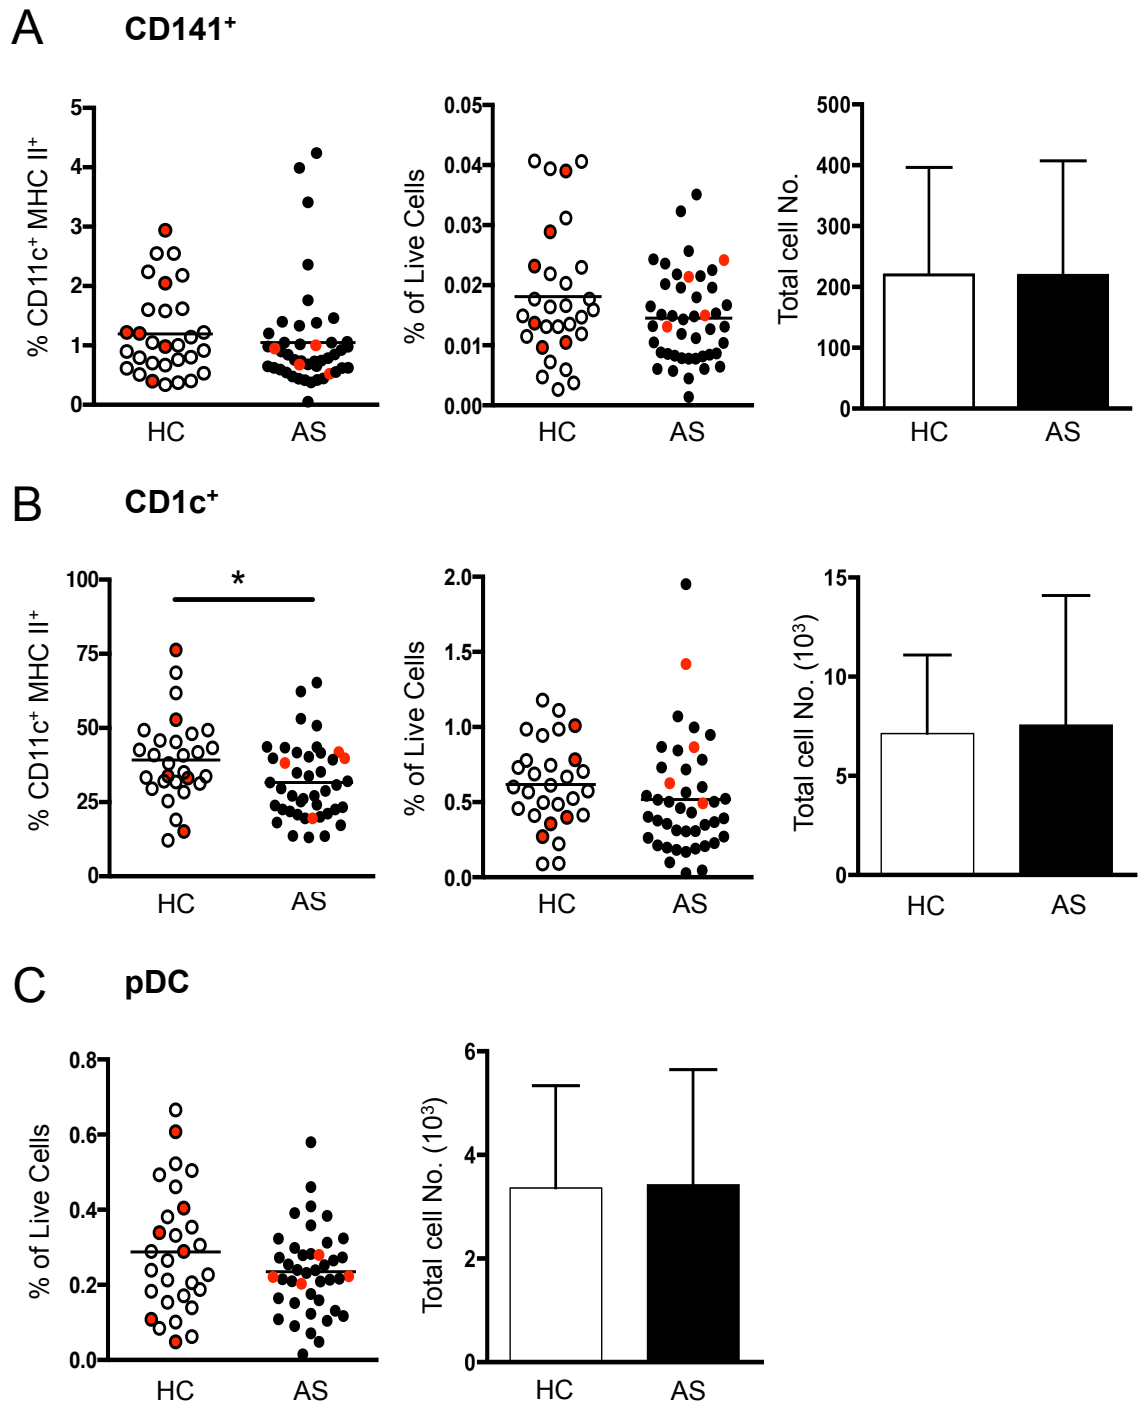 A CD141⁺
% CD11c⁺ MHC II⁺
5
4
3
2
1
0
HC AS
% of Live Cells
0.05
0.04
0.03
0.02
0.01
0.00
HC AS
Total cell No.
500
400
300
200
100
0
HC AS
B CD1c⁺
% CD11c⁺ MHC II⁺
100
75
50
25
0
*
HC AS
% of Live Cells
2.0
1.5
1.0
0.5
0.0
HC AS
Total cell No. (10³)
15
10
5
0
HC AS
C pDC
% of Live Cells
0.8
0.6
0.4
0.2
0.0
HC AS
Total cell No. (10³)
6
4
2
0
HC AS